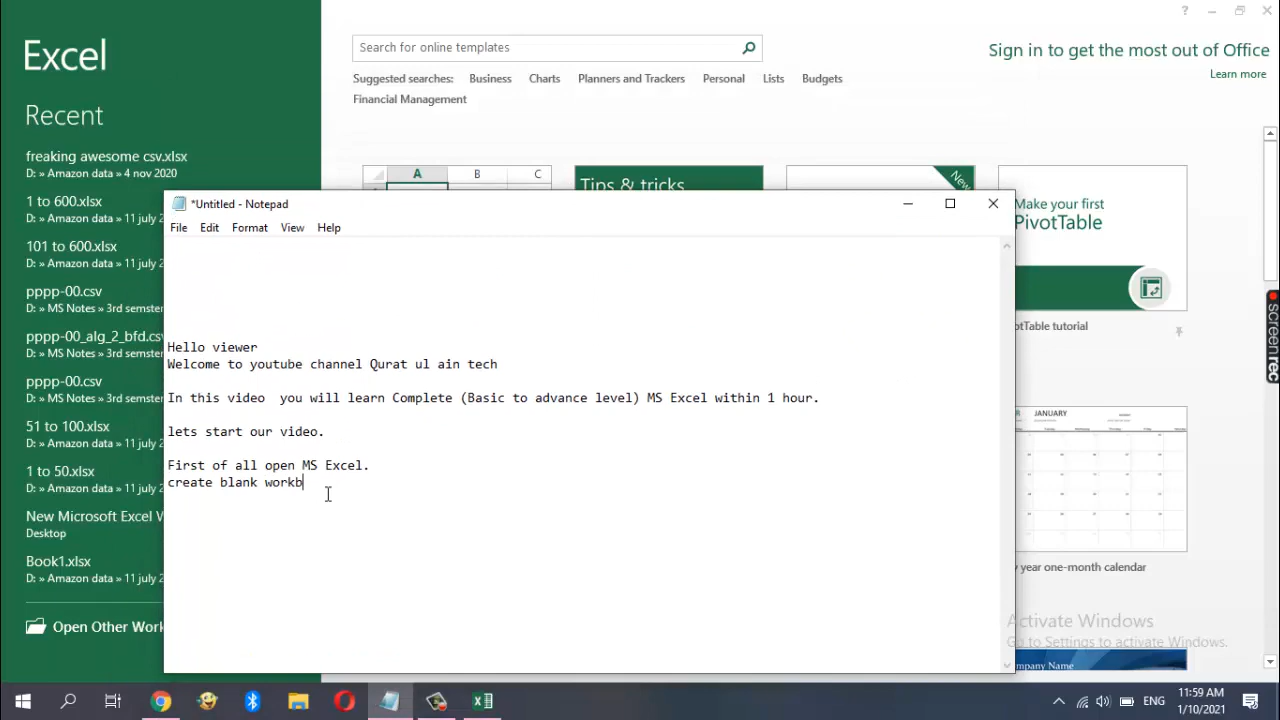 Excel
Search for online templates
Sign in to get the most out of Office
Learn more
Suggested searches: Business Charts Planners and Trackers Personal Lists Budgets
Financial Management
Recent
freaking awesome csv.xlsx
D: » Amazon data » 4 nov 2020
1 to 600.xlsx
D: » Amazon data » 11 july 2
101 to 600.xlsx
D: » Amazon data » 11 july 2
pppp-00.csv
D: » MS Notes » 3rd semster
pppp-00_alg_2_bfd.csv
D: » MS Notes » 3rd semster
pppp-00.csv
D: » MS Notes » 3rd semster
51 to 100.xlsx
D: » Amazon data » 11 july 2
1 to 50.xlsx
D: » Amazon data » 11 july 2
New Microsoft Excel W
Desktop
Book1.xlsx
D: » Amazon data » 11 july 2
Open Other Work
A B C
Tips & tricks
New
Make your first
PivotTable
otTable tutorial
JANUARY
y year one-month calendar
mpany Name
*Untitled - Notepad
File Edit Format View Help
Hello viewer
Welcome to youtube channel Qurat ul ain tech
In this video  you will learn Complete (Basic to advance level) MS Excel within 1 hour.
lets start our video.
First of all open MS Excel.
create blank workb
screenrec
Activate Windows
Go to Settings to activate Windows.
ENG
11:59 AM
1/10/2021